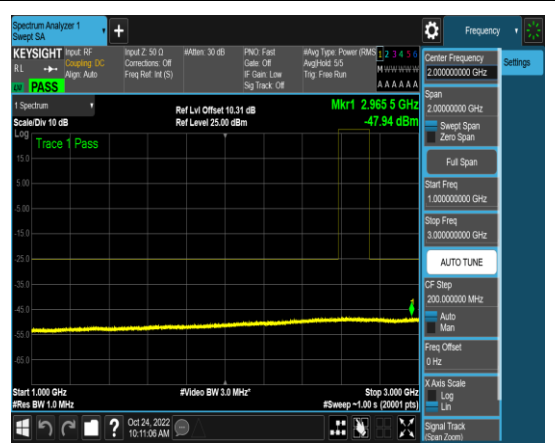 Spectrum Analyzer 1
Swept SA
+
Frequency
KEYSIGHT
RL
LW
PASS
Input: RF
Coupling: DC
Align: Auto
Input Z: 50 Ω
Corrections: Off
Freq Ref: Int (S)
#Atten: 30 dB
PNO: Fast
Gate: Off
IF Gain: Low
Sig Track: Off
#Avg Type: Power (RMS
Avg|Hold: 5/5
Trig: Free Run
1 2 3 4 5 6
M W W W W W
A A A A A A
1 Spectrum
Scale/Div 10 dB
Ref Lvl Offset 10.31 dB
Ref Level 25.00 dBm
Mkr1 2.965 5 GHz
-47.94 dBm
Log
Trace 1 Pass
15.0
5.00
-5.00
-15.0
-25.0
-35.0
-45.0
-55.0
-65.0
1
Start 1.000 GHz
#Res BW 1.0 MHz
#Video BW 3.0 MHz*
Stop 3.000 GHz
#Sweep ~1.00 s (20001 pts)
Oct 24, 2022
10:11:06 AM
?
Center Frequency
2.000000000 GHz
Settings
Span
2.00000000 GHz
Swept Span
Zero Span
Full Span
Start Freq
1.000000000 GHz
Stop Freq
3.000000000 GHz
AUTO TUNE
CF Step
200.000000 MHz
Auto
Man
Freq Offset
0 Hz
X Axis Scale
Log
Lin
Signal Track
(Span Zoom)